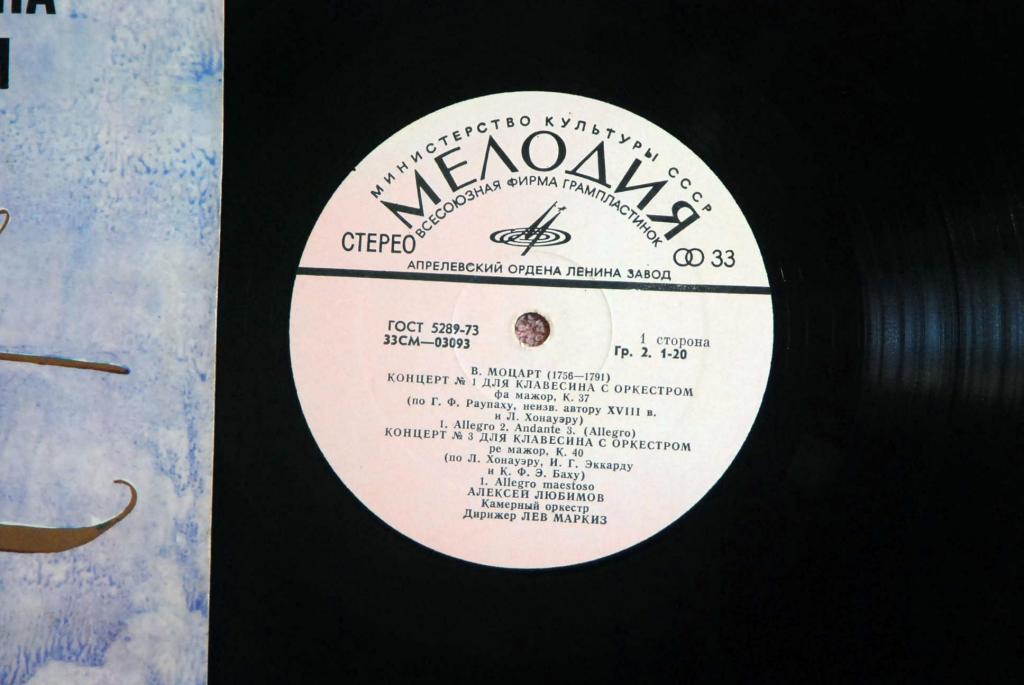 МИНИСТЕРСТВО КУЛЬТУРЫ СССР
МЕЛОДИЯ
ВСЕСОЮЗНАЯ ФИРМА ГРАМПЛАСТИНОК
СТЕРЕО
33
АПРЕЛЕВСКИЙ ОРДЕНА ЛЕНИНА ЗАВОД
ГОСТ 5289-73
33СМ—03093
1 сторона
Гр. 2. 1-20
В. МОЦАРТ (1756—1791)
КОНЦЕРТ № 1 ДЛЯ КЛАВЕСИНА С ОРКЕСТРОМ
фа мажор, К. 37
(по Г. Ф. Раупаху, неизв. автору XVIII в.
и Л. Хонауэру)
1. Allegro 2. Andante 3. (Allegro)
КОНЦЕРТ № 3 ДЛЯ КЛАВЕСИНА С ОРКЕСТРОМ
ре мажор, К. 40
(по Л. Хонауэру, И. Г. Эккарду
и К. Ф. Э. Баху)
1. Allegro maestoso
АЛЕКСЕЙ ЛЮБИМОВ
Камерный оркестр
Дирижер ЛЕВ МАРКИЗ